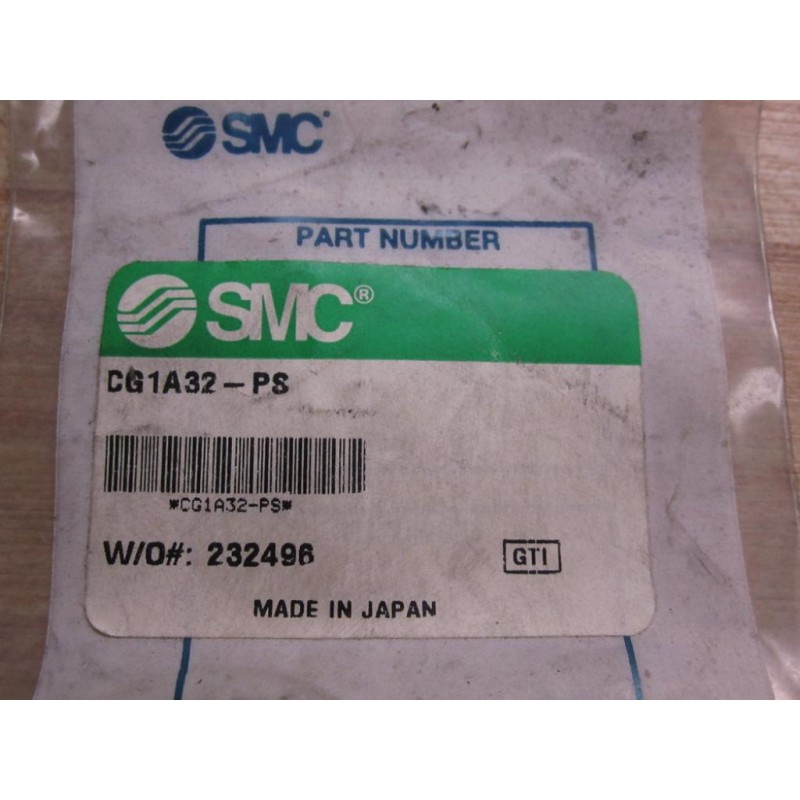 SMC
PART NUMBER
SMC®
CG1A32-PS
*CG1A32-PS*
W/O#: 232496
GTI
MADE IN JAPAN